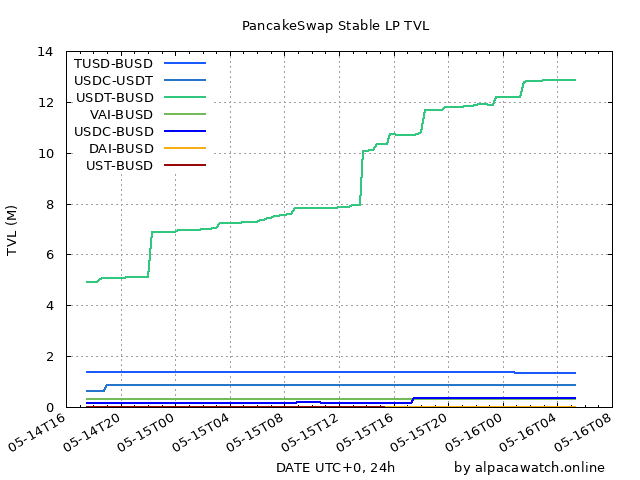 PancakeSwap Stable LP TVL
TVL (M)
14
12
10
8
6
4
2
0
TUSD-BUSD
USDC-USDT
USDT-BUSD
VAI-BUSD
USDC-BUSD
DAI-BUSD
UST-BUSD
05-14T16
05-14T20
05-15T00
05-15T04
05-15T08
05-15T12
05-15T16
05-15T20
05-16T00
05-16T04
05-16T08
DATE UTC+0, 24h
by alpacawatch.online